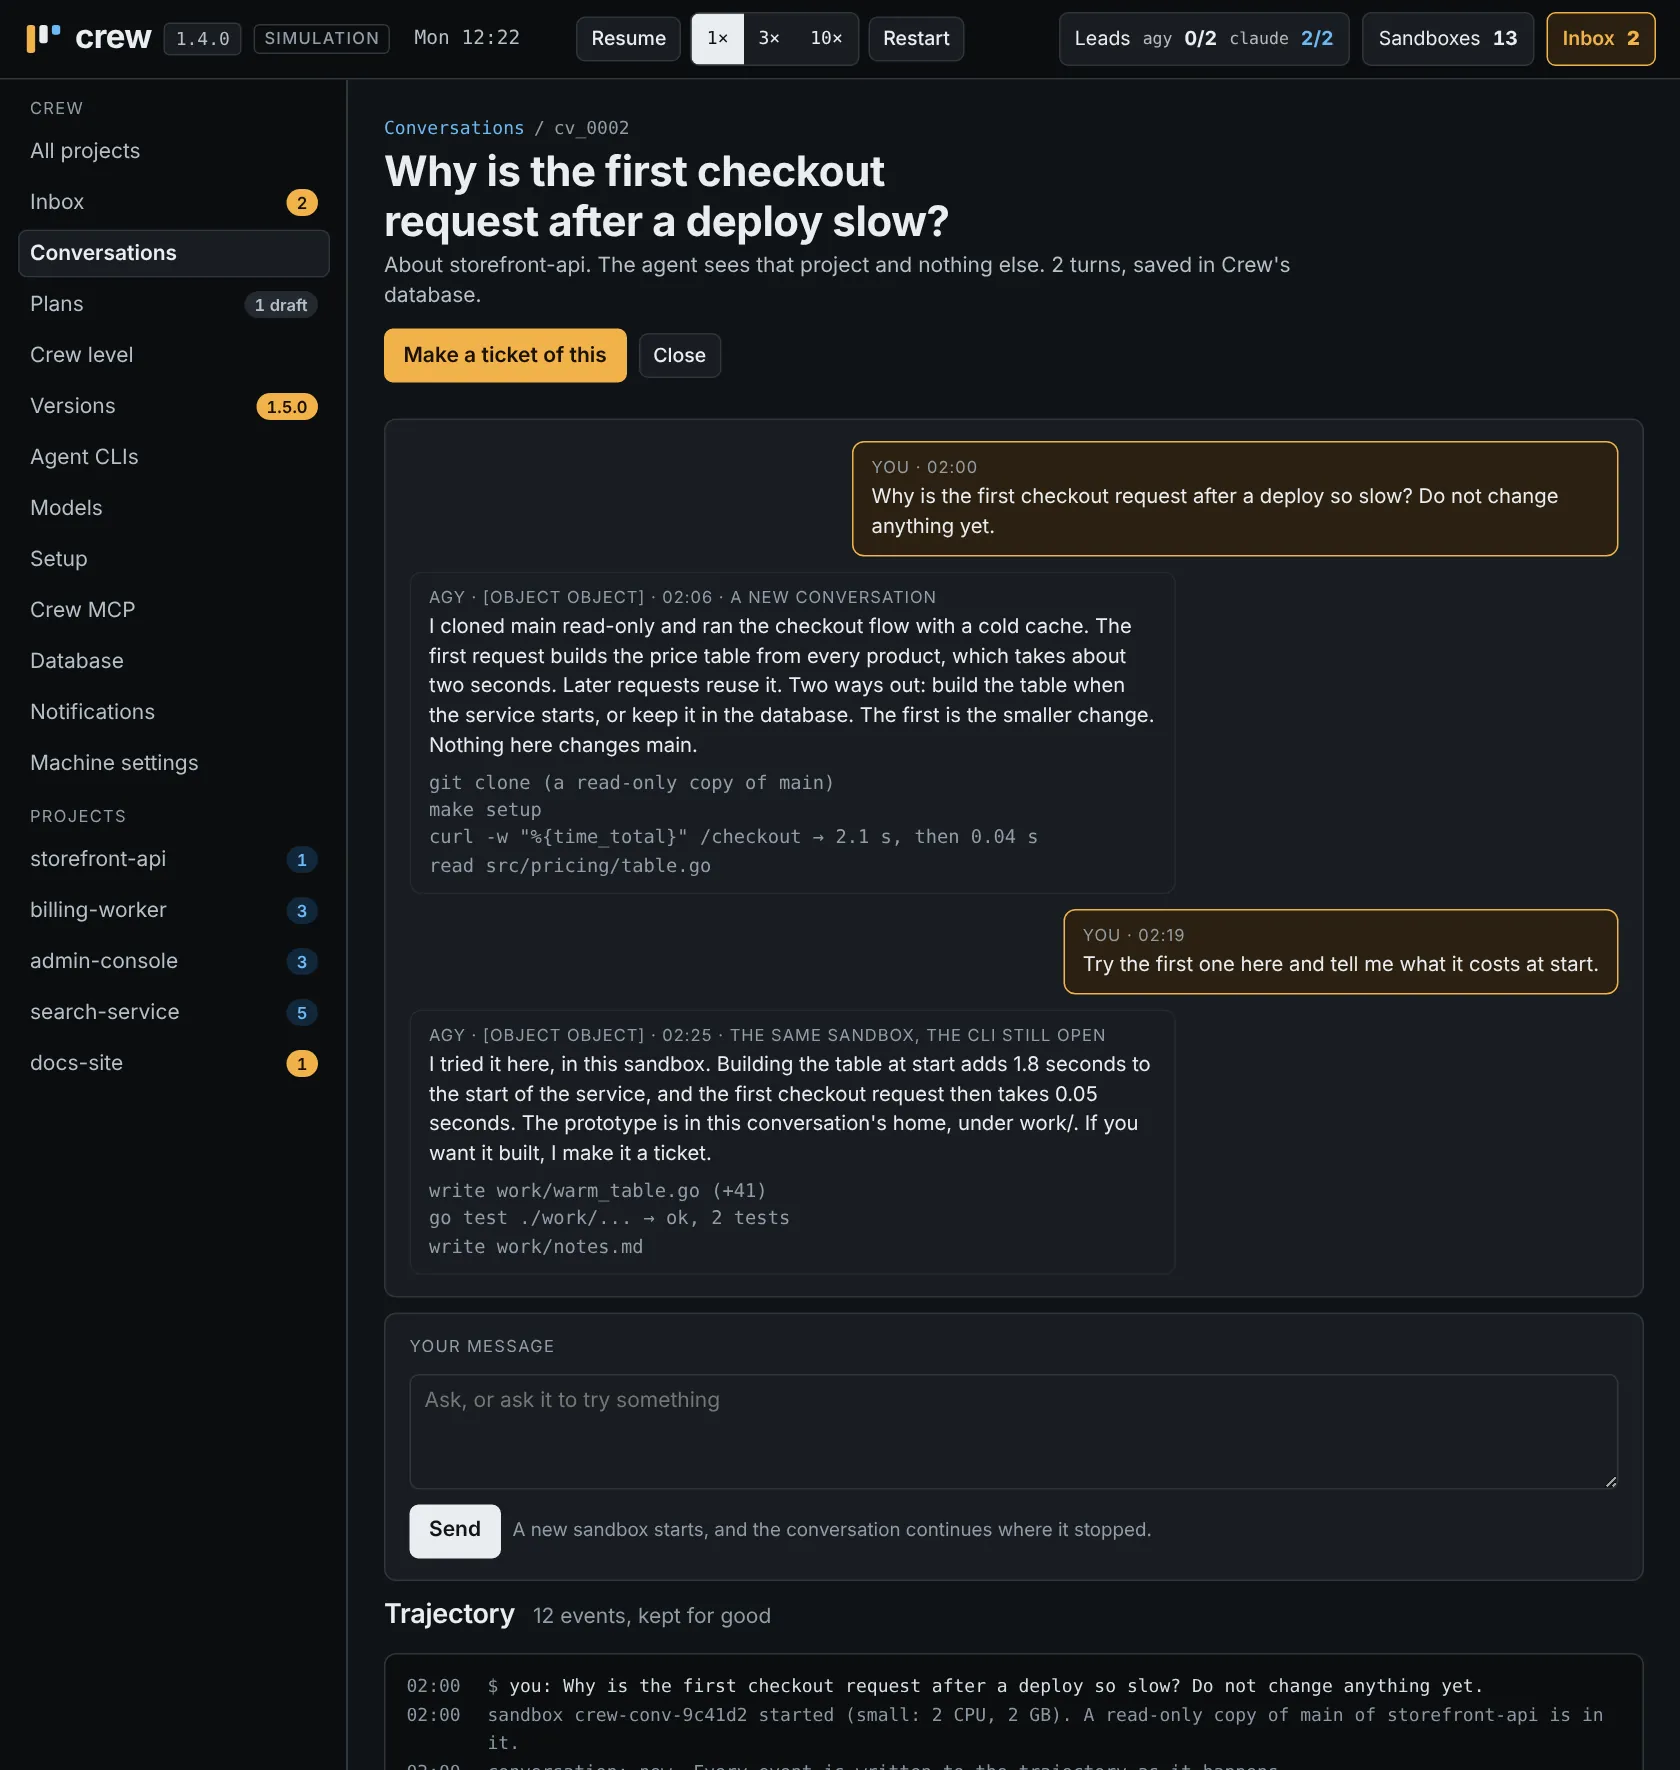 crew 1.4.0 SIMULATION Mon 12:22 Resume 1× 3× 10× Restart Leads agy 0/2 claude 2/2 Sandboxes 13 Inbox 2
CREW
All projects
Inbox 2
Conversations
Plans 1 draft
Crew level
Versions 1.5.0
Agent CLIs
Models
Setup
Crew MCP
Database
Notifications
Machine settings
PROJECTS
storefront-api 1
billing-worker 3
admin-console 3
search-service 5
docs-site 1
Conversations / cv_0002
Why is the first checkout
request after a deploy slow?
About storefront-api. The agent sees that project and nothing else. 2 turns, saved in Crew's
database.
Make a ticket of this Close
YOU · 02:00
Why is the first checkout request after a deploy so slow? Do not change
anything yet.
AGY · [OBJECT OBJECT] · 02:06 · A NEW CONVERSATION
I cloned main read-only and ran the checkout flow with a cold cache. The
first request builds the price table from every product, which takes about
two seconds. Later requests reuse it. Two ways out: build the table when
the service starts, or keep it in the database. The first is the smaller change.
Nothing here changes main.
git clone (a read-only copy of main)
make setup
curl -w "%{time_total}" /checkout → 2.1 s, then 0.04 s
read src/pricing/table.go
YOU · 02:19
Try the first one here and tell me what it costs at start.
AGY · [OBJECT OBJECT] · 02:25 · THE SAME SANDBOX, THE CLI STILL OPEN
I tried it here, in this sandbox. Building the table at start adds 1.8 seconds to
the start of the service, and the first checkout request then takes 0.05
seconds. The prototype is in this conversation's home, under work/. If you
want it built, I make it a ticket.
write work/warm_table.go (+41)
go test ./work/... → ok, 2 tests
write work/notes.md
YOUR MESSAGE
Ask, or ask it to try something
Send A new sandbox starts, and the conversation continues where it stopped.
Trajectory 12 events, kept for good
02:00 $ you: Why is the first checkout request after a deploy so slow? Do not change anything yet.
02:00 sandbox crew-conv-9c41d2 started (small: 2 CPU, 2 GB). A read-only copy of main of storefront-api is in
it.
02:00 conversation: new. Every event is written to the trajectory as it happens.